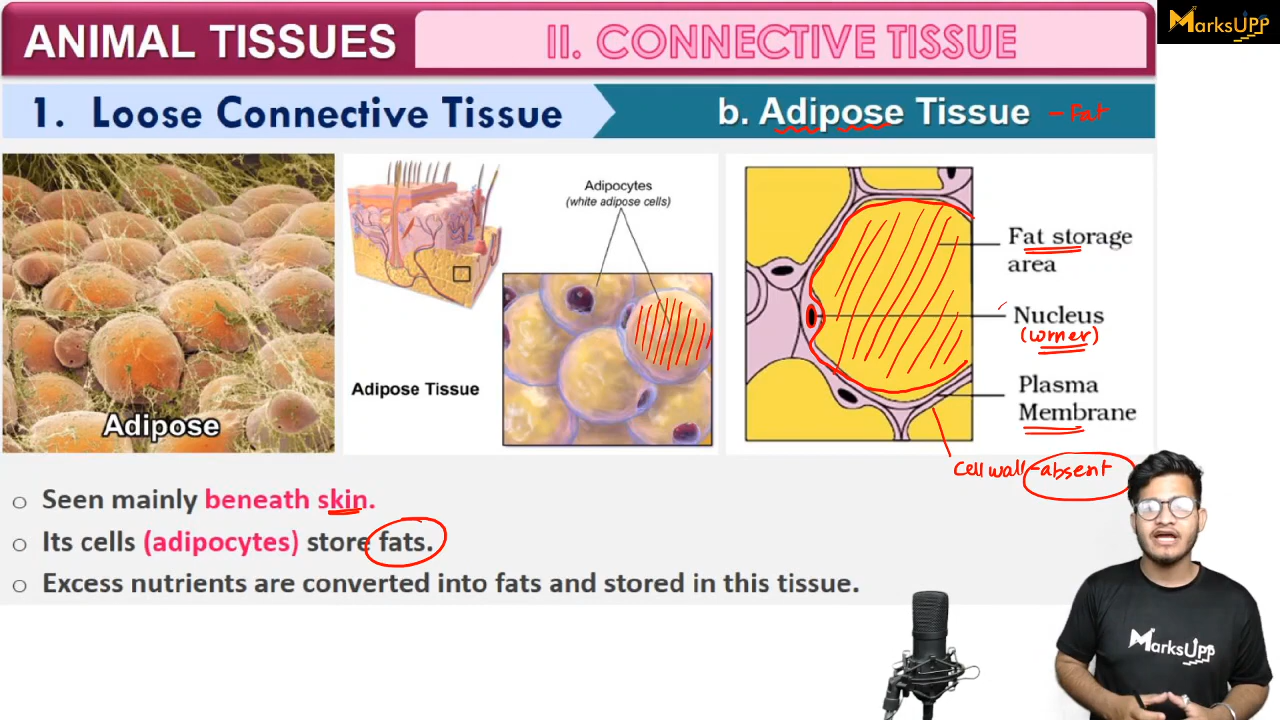 ANIMAL TISSUES
II. CONNECTIVE TISSUE
MarksUPP
1. Loose Connective Tissue
b. Adipose Tissue - Fat
Adipocytes
(white adipose cells)
Adipose Tissue
Adipose
Fat storage
area
Nucleus
(corner)
Plasma
Membrane
Cell wall-absent
○ Seen mainly beneath skin.
○ Its cells (adipocytes) store fats.
○ Excess nutrients are converted into fats and stored in this tissue.
MarksUPP